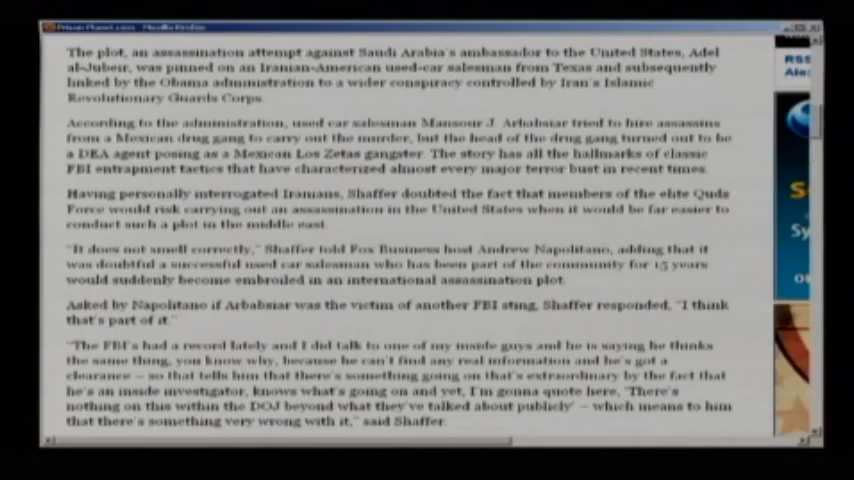 Prison Planet.com - Mozilla Firefox
The plot, an assassination attempt against Saudi Arabia's ambassador to the United States, Adel
al-Jubeir, was pinned on an Iranian-American used-car salesman from Texas and subsequently
linked by the Obama administration to a wider conspiracy controlled by Iran's Islamic
Revolutionary Guards Corps.
According to the administration, used car salesman Mansour J. Arbabsiar tried to hire assassins
from a Mexican drug gang to carry out the murder, but the head of the drug gang turned out to be
a DEA agent posing as a Mexican Los Zetas gangster. The story has all the hallmarks of classic
FBI entrapment tactics that have characterized almost every major terror bust in recent times.
Having personally interrogated Iranians, Shaffer doubted the fact that members of the elite Quds
Force would risk carrying out an assassination in the United States when it would be far easier to
conduct such a plot in the middle east.
"It does not smell correctly," Shaffer told Fox Business host Andrew Napolitano, adding that it
was doubtful a successful used car salesman who has been part of the community for 15 years
would suddenly become embroiled in an international assassination plot.
Asked by Napolitano if Arbabsiar was the victim of another FBI sting, Shaffer responded, "I think
that's part of it."
"The FBI's had a record lately and I did talk to one of my inside guys and he is saying he thinks
the same thing, you know why, because he can't find any real information and he's got a
clearance – so that tells him that there's something going on that's extraordinary by the fact that
he's an inside investigator, knows what's going on and yet, I'm gonna quote here, 'There's
nothing on this within the DOJ beyond what they've talked about publicly' – which means to him
that there's something very wrong with it," said Shaffer.
RSS
Ale
S
Sy